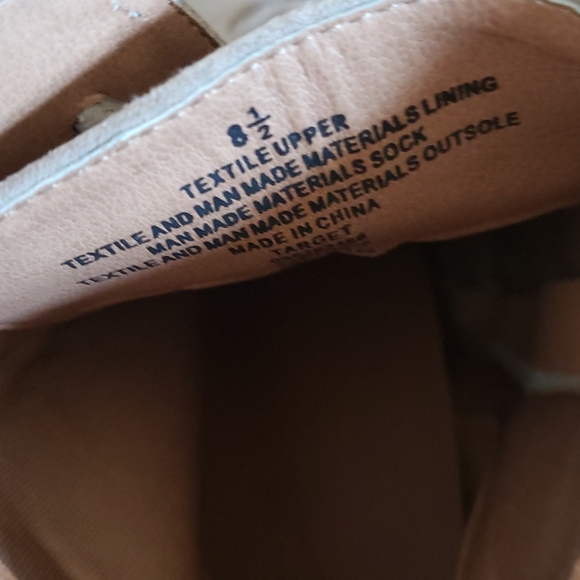 8 1/2
TEXTILE UPPER
TEXTILE AND MAN MADE MATERIALS LINING
MAN MADE MATERIALS SOCK
TEXTILE AND MAN MADE MATERIALS OUTSOLE
MADE IN CHINA
TARGET